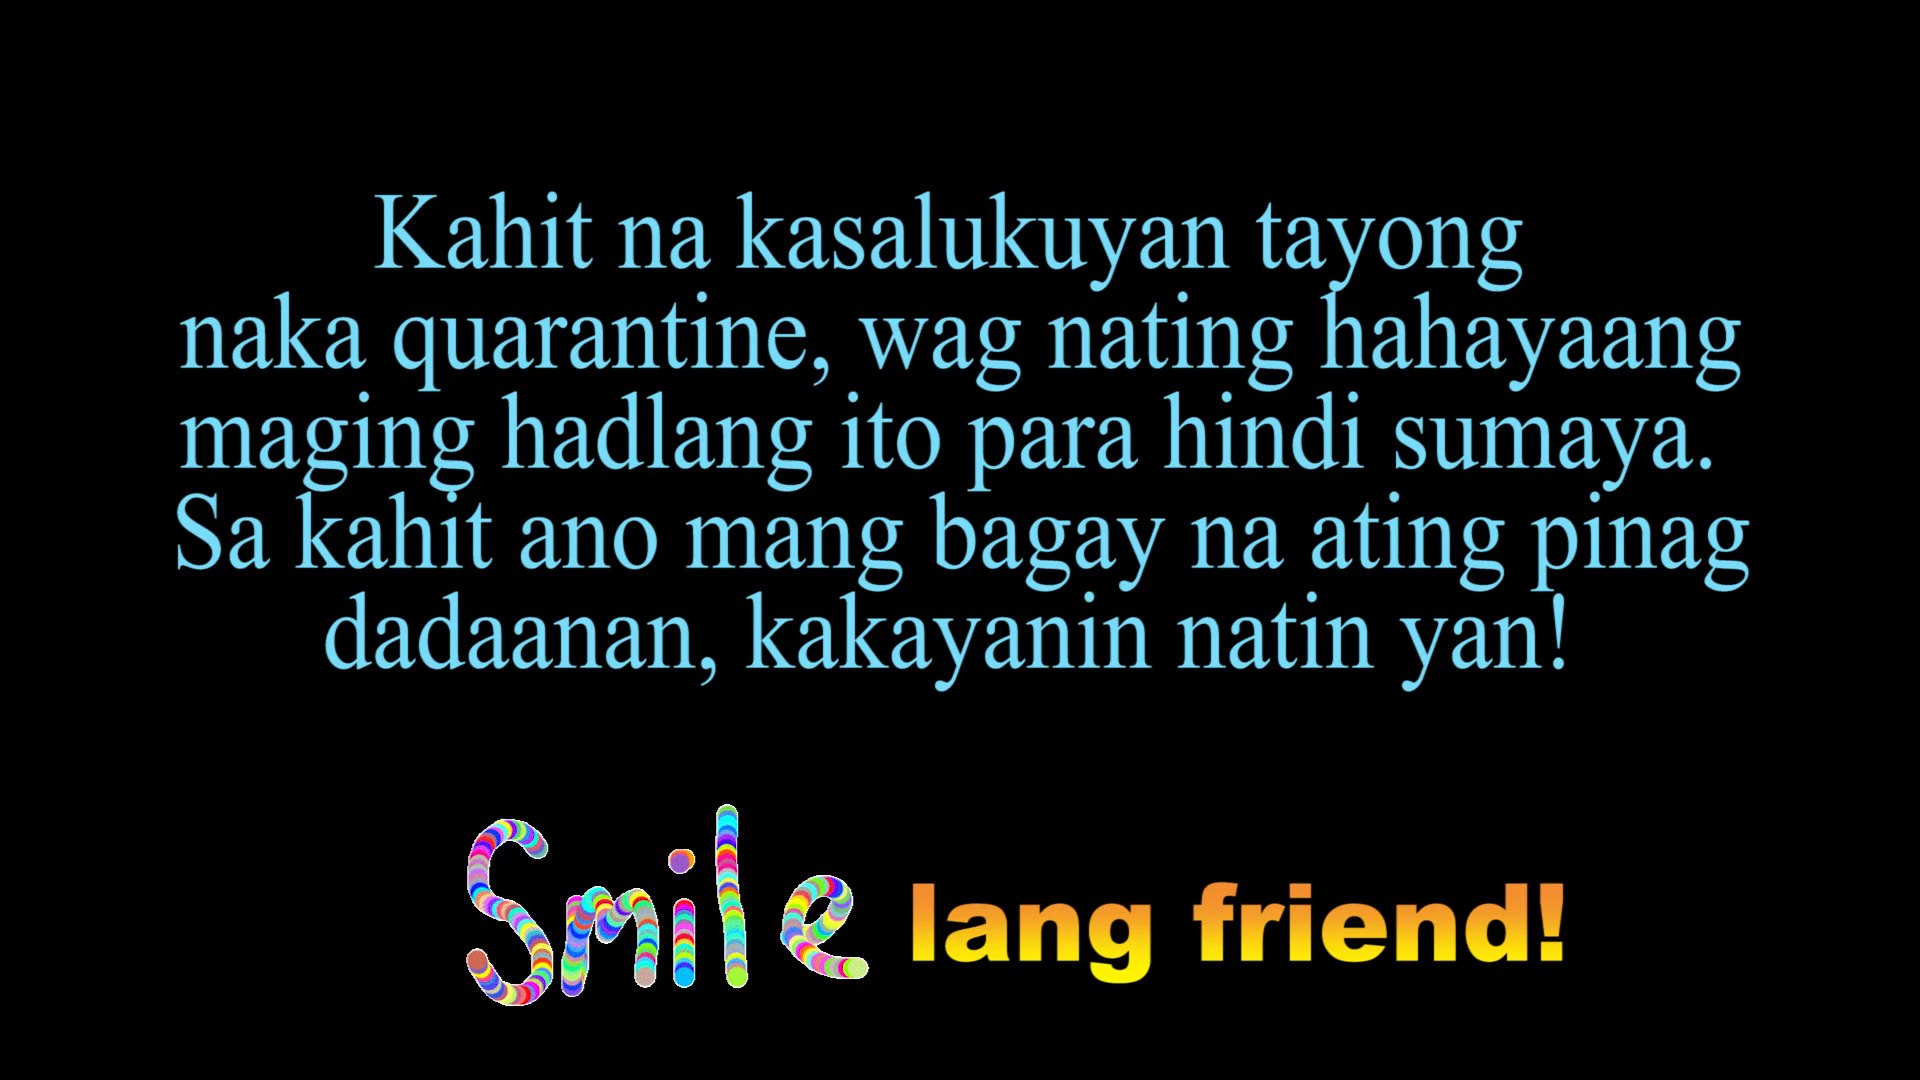 Kahit na kasalukuyan tayong
naka quarantine, wag nating hahayaang
maging hadlang ito para hindi sumaya.
Sa kahit ano mang bagay na ating pinag
dadaanan, kakayanin natin yan!
Smile lang friend!